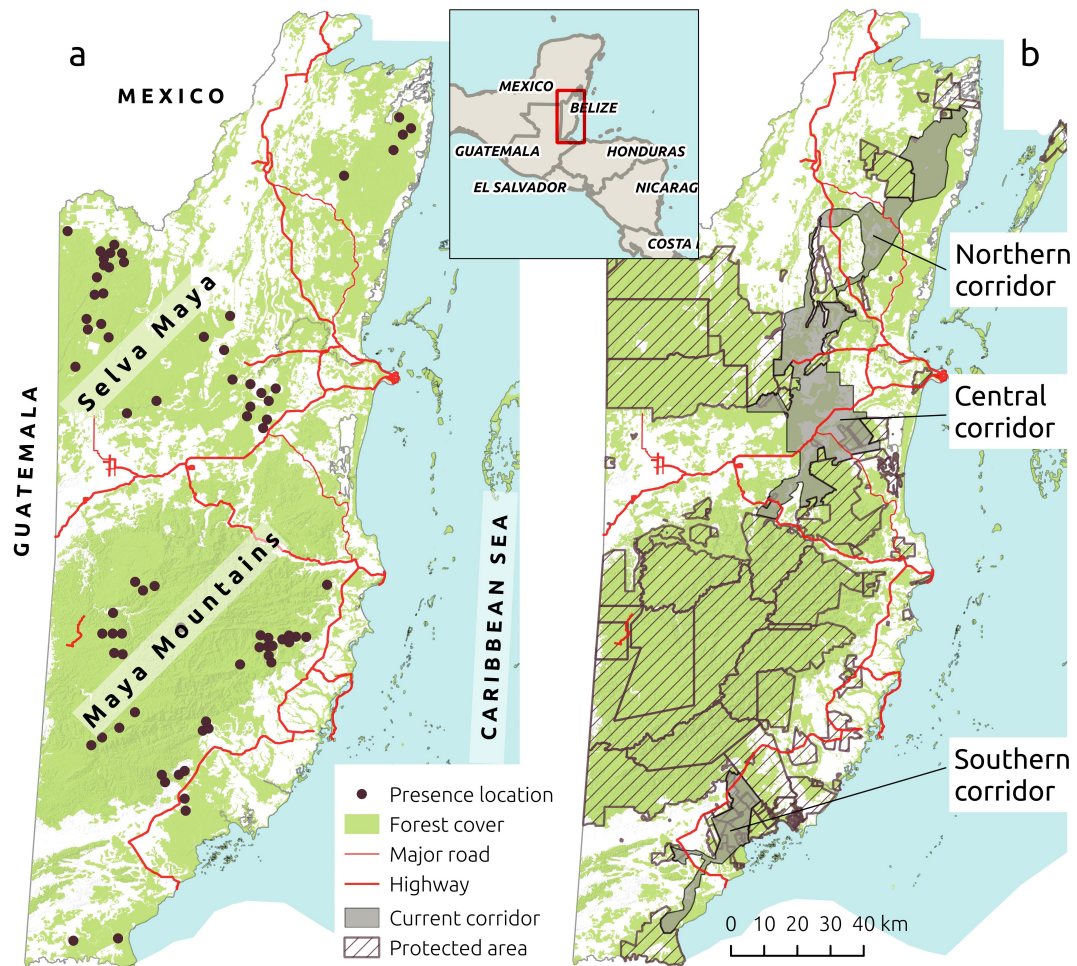 a
MEXICO
GUATEMALA
Selva Maya
Maya Mountains
CARIBBEAN SEA
MEXICO
BELIZE
GUATEMALA
HONDURAS
EL SALVADOR
NICARAG
COSTA
b
Northern
corridor
Central
corridor
Southern
corridor
Presence location
Forest cover
Major road
Highway
Current corridor
Protected area
0 10 20 30 40 km